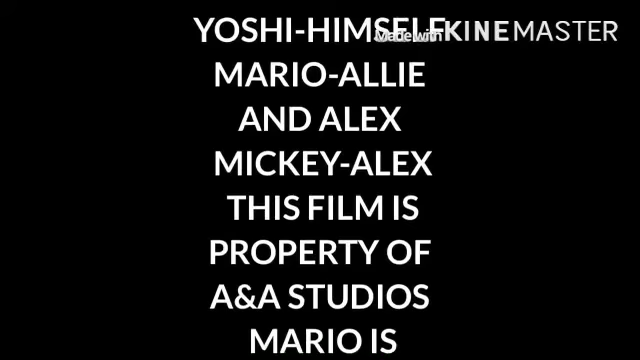 YOSHI-HIMSELF
Made with KINEMASTER
MARIO-ALLIE
AND ALEX
MICKEY-ALEX
THIS FILM IS
PROPERTY OF
A&A STUDIOS
MARIO IS